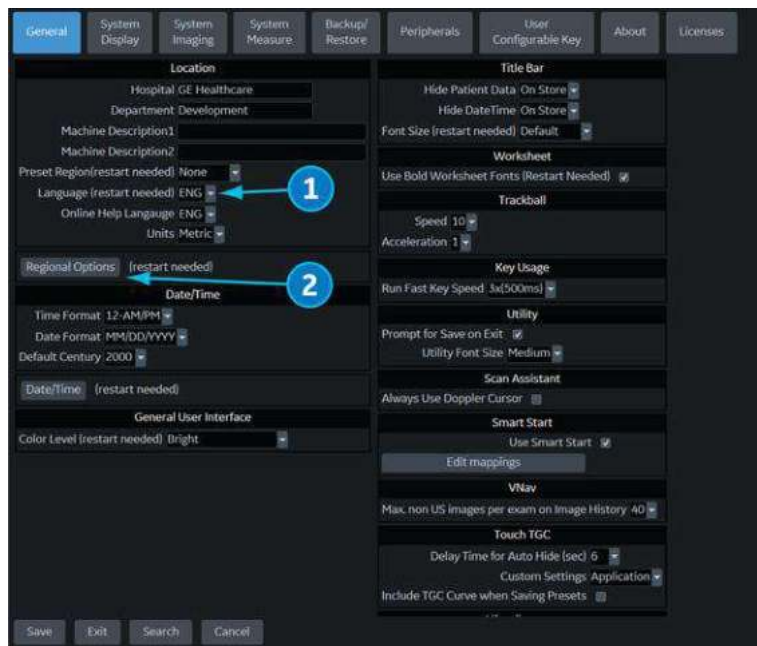 General
System Display
System Imaging
System Measure
Backup/ Restore
Peripherals
User Configurable Key
About
Licenses
Location
Hospital GE Healthcare
Department Development
Machine Description1
Machine Description2
Preset Region(restart needed) None
Language (restart needed) ENG
1
Online Help Langauge ENG
Units Metric
Regional Options (restart needed)
2
Date/Time
Time Format 12-AM/PM
Date Format MM/DD/YYYY
Default Century 2000
Date/Time (restart needed)
General User Interface
Color Level (restart needed) Bright
Title Bar
Hide Patient Data On Store
Hide DateTime On Store
Font Size (restart needed) Default
Worksheet
Use Bold Worksheet Fonts (Restart Needed)
Trackball
Speed 10
Acceleration 1
Key Usage
Run Fast Key Speed 3x(500ms)
Utility
Prompt for Save on Exit
Utility Font Size Medium
Scan Assistant
Always Use Doppler Cursor
Smart Start
Use Smart Start
Edit mappings
VNav
Max. non US images per exam on Image History 40
Touch TGC
Delay Time for Auto Hide (sec) 6
Custom Settings Application
Include TGC Curve when Saving Presets
Save Exit Search Cancel